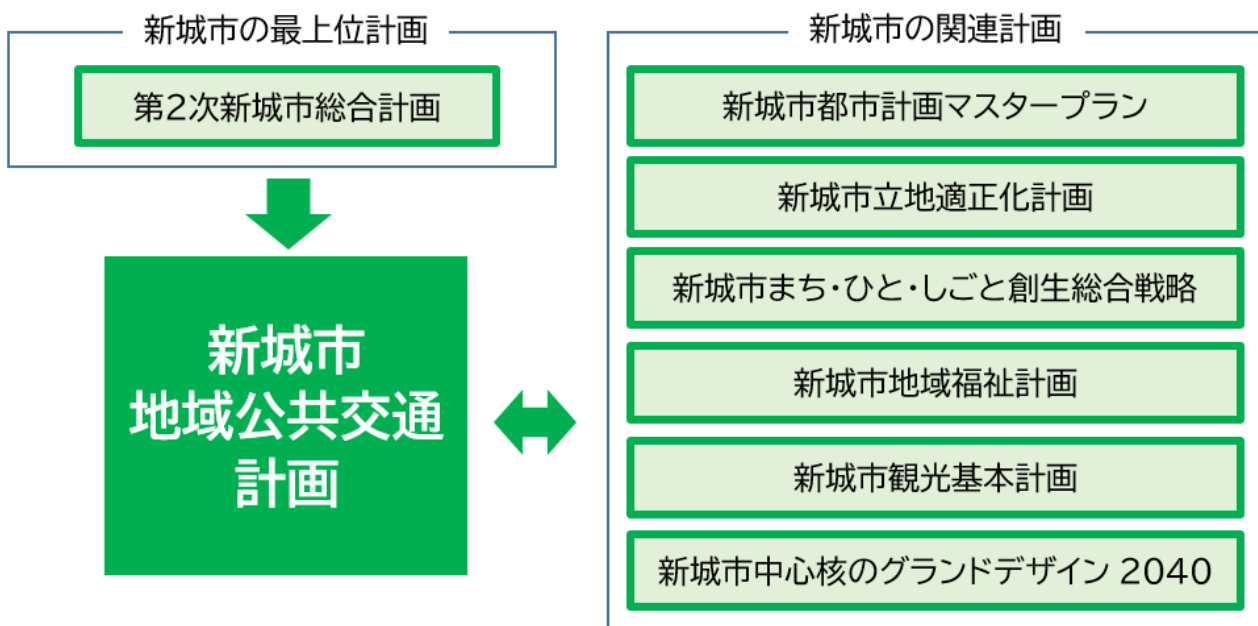 新城市の最上位計画
第2次新城市総合計画
新城市
地域公共交通
計画
新城市の関連計画
新城市都市計画マスタープラン
新城市立地適正化計画
新城市まち・ひと・しごと創生総合戦略
新城市地域福祉計画
新城市観光基本計画
新城市中心核のグランドデザイン 2040